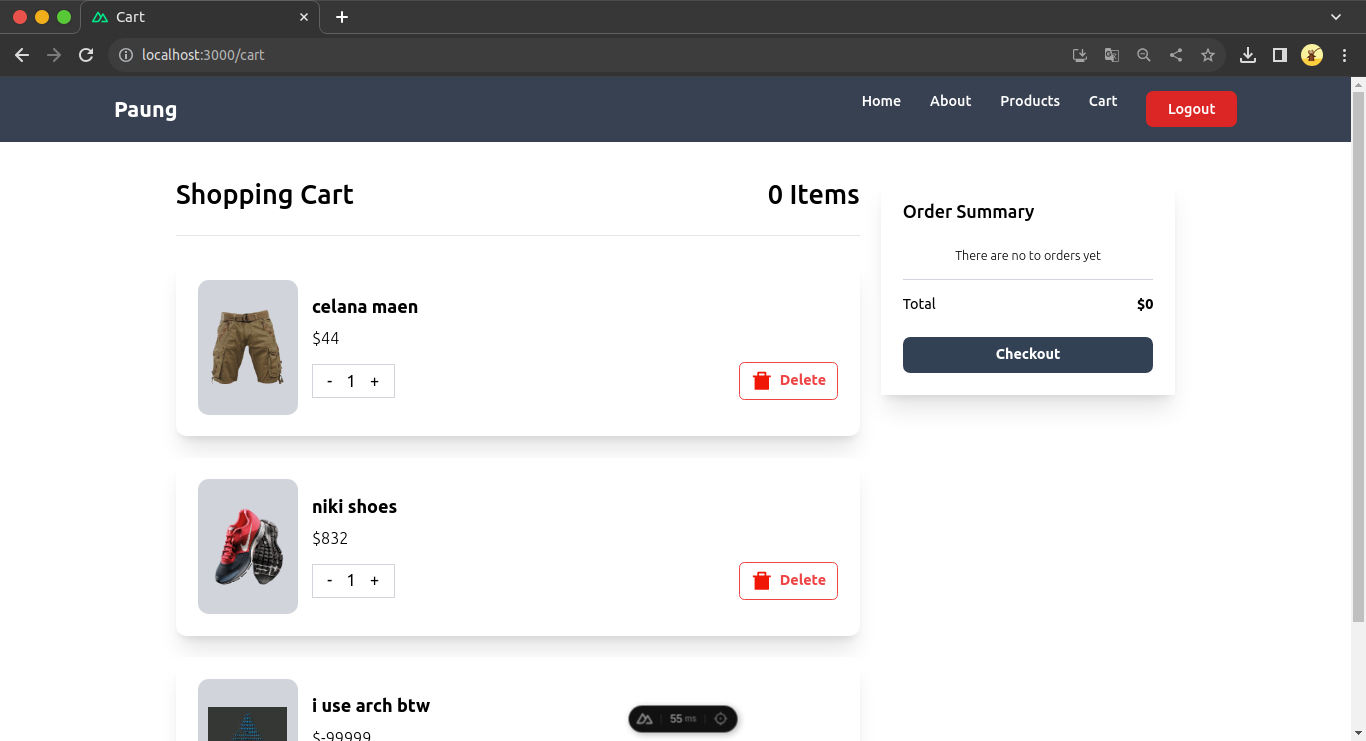 Cart
localhost:3000/cart
Paung
Home About Products Cart Logout
Shopping Cart 0 Items
Order Summary
There are no to orders yet
Total $0
Checkout
celana maen
$44
- 1 +
Delete
niki shoes
$832
- 1 +
Delete
i use arch btw
$-99999
55 ms